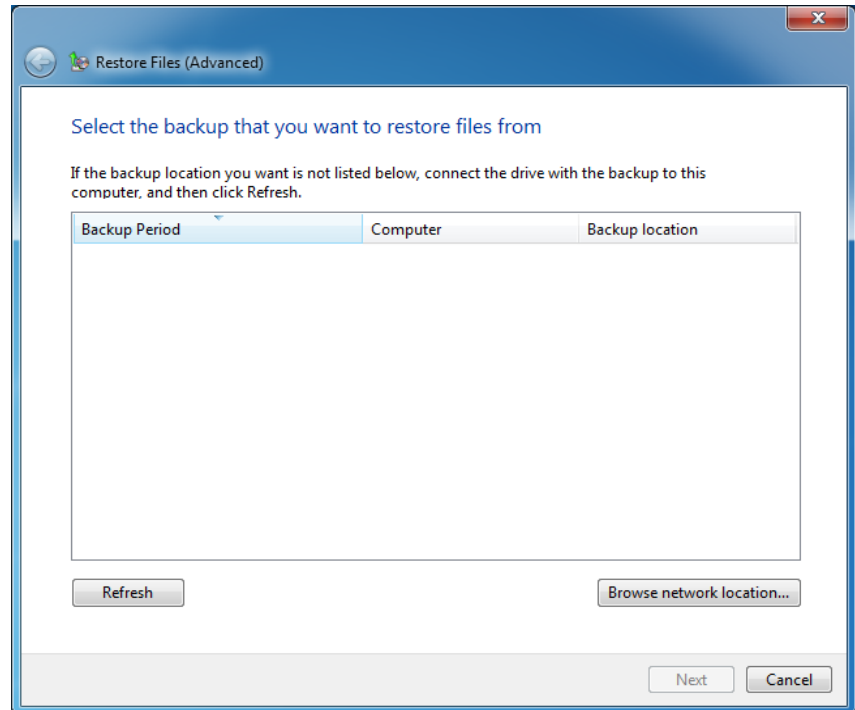 Restore Files (Advanced)
Select the backup that you want to restore files from
If the backup location you want is not listed below, connect the drive with the backup to this
computer, and then click Refresh.
Backup Period Computer Backup location
Refresh Browse network location...
Next Cancel